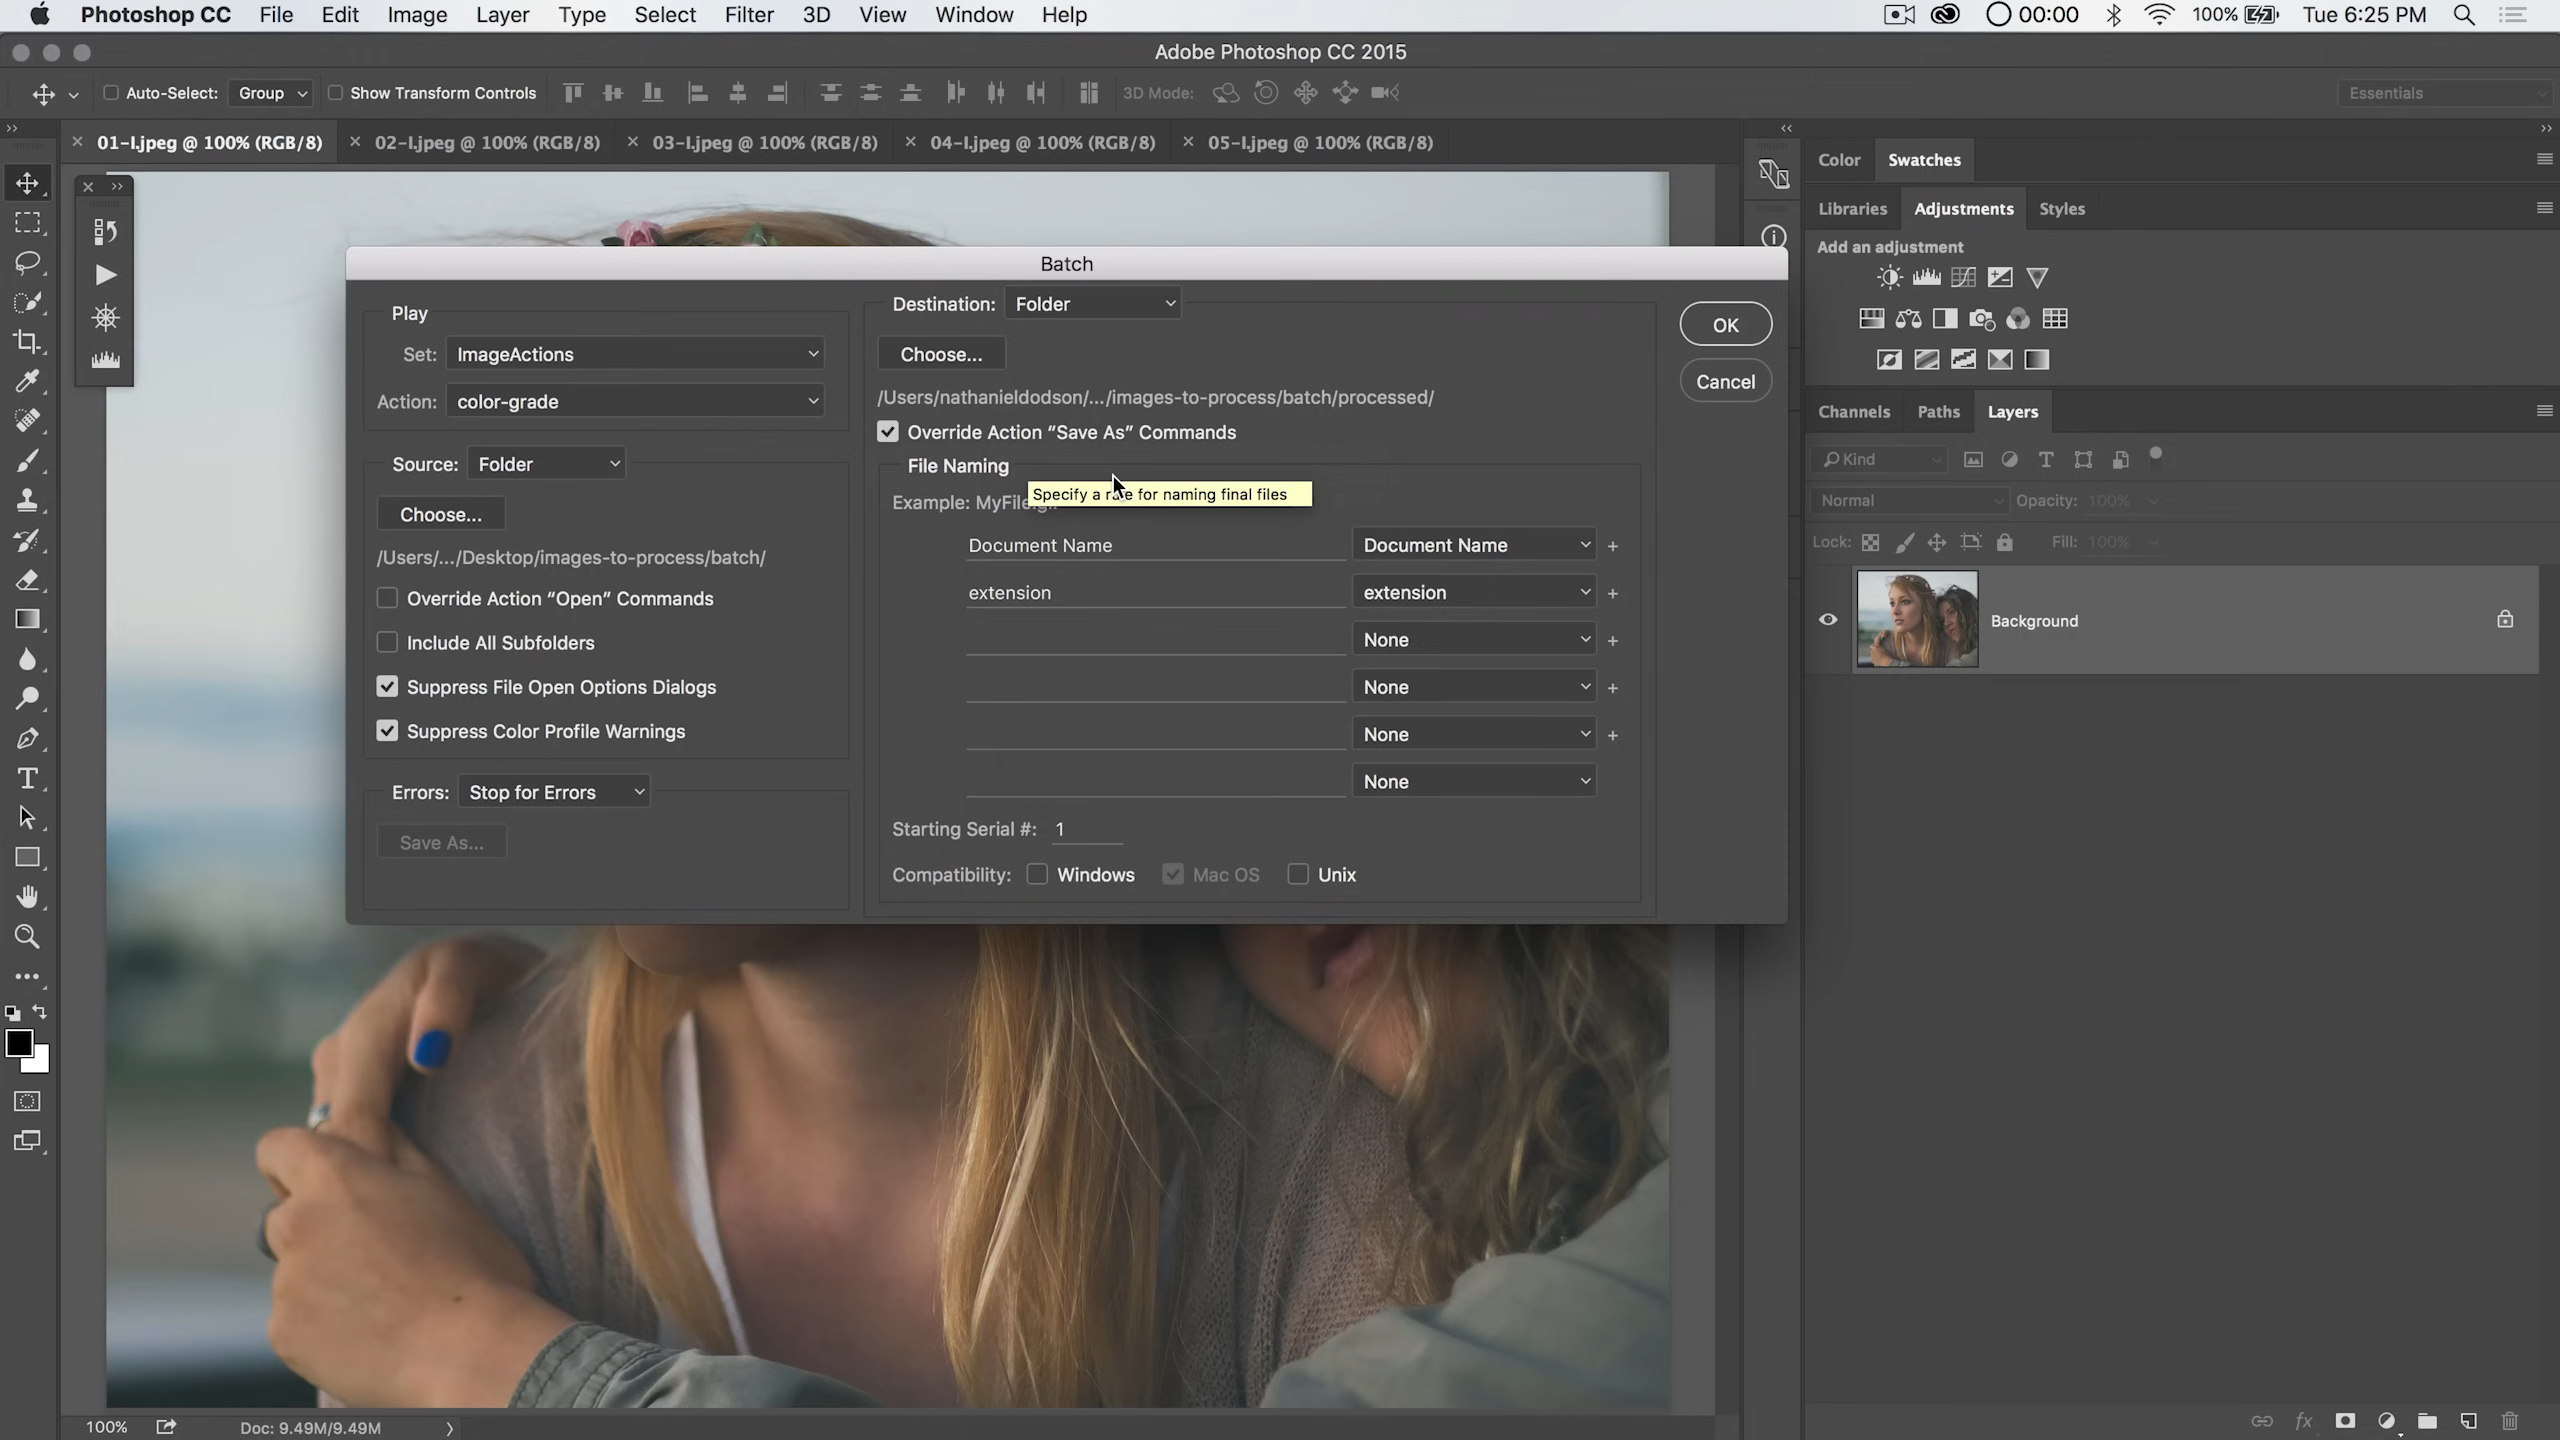 Photoshop CC File Edit Image Layer Type Select Filter 3D View Window Help 00:00 100% Tue 6:25 PM
Adobe Photoshop CC 2015
Auto-Select: Group Show Transform Controls 3D Mode: Essentials
01-l.jpeg @ 100% (RGB/8) 02-l.jpeg @ 100% (RGB/8) 03-l.jpeg @ 100% (RGB/8) 04-l.jpeg @ 100% (RGB/8) 05-l.jpeg @ 100% (RGB/8)
Batch
Play
Set: ImageActions
Action: color-grade
Source: Folder
Choose...
/Users/.../Desktop/images-to-process/batch/
Override Action “Open” Commands
Include All Subfolders
Suppress File Open Options Dialogs
Suppress Color Profile Warnings
Errors: Stop for Errors
Save As...
Destination: Folder
Choose...
/Users/nathanieldodson/.../images-to-process/batch/processed/
Override Action “Save As” Commands
File Naming
Specify a for naming final files
Example:
Document Name Document Name +
extension extension +
None +
None +
None +
None
Starting Serial #: 1
Compatibility: Windows Mac OS Unix
OK
Cancel
Color Swatches
Libraries Adjustments Styles
Add an adjustment
Channels Paths Layers
Kind
Normal Opacity: 100%
Lock: Fill: 100%
Background
100% Doc: 9.49M/9.49M
fx